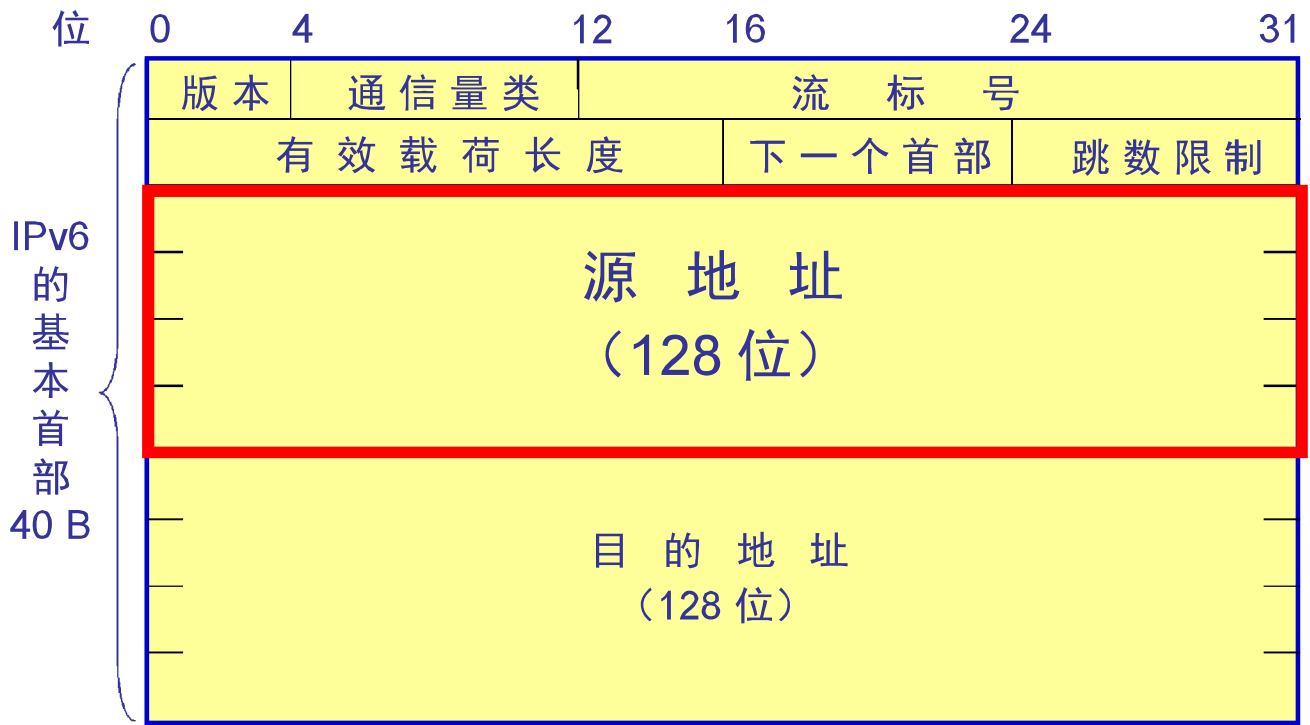 位 0 4 12 16 24 31
版本 通信量类 流标号
有效载荷长度 下一个首部 跳数限制
IPv6
的
基
本
首
部
40 B
源地址
（128 位）
目的地址
（128 位）